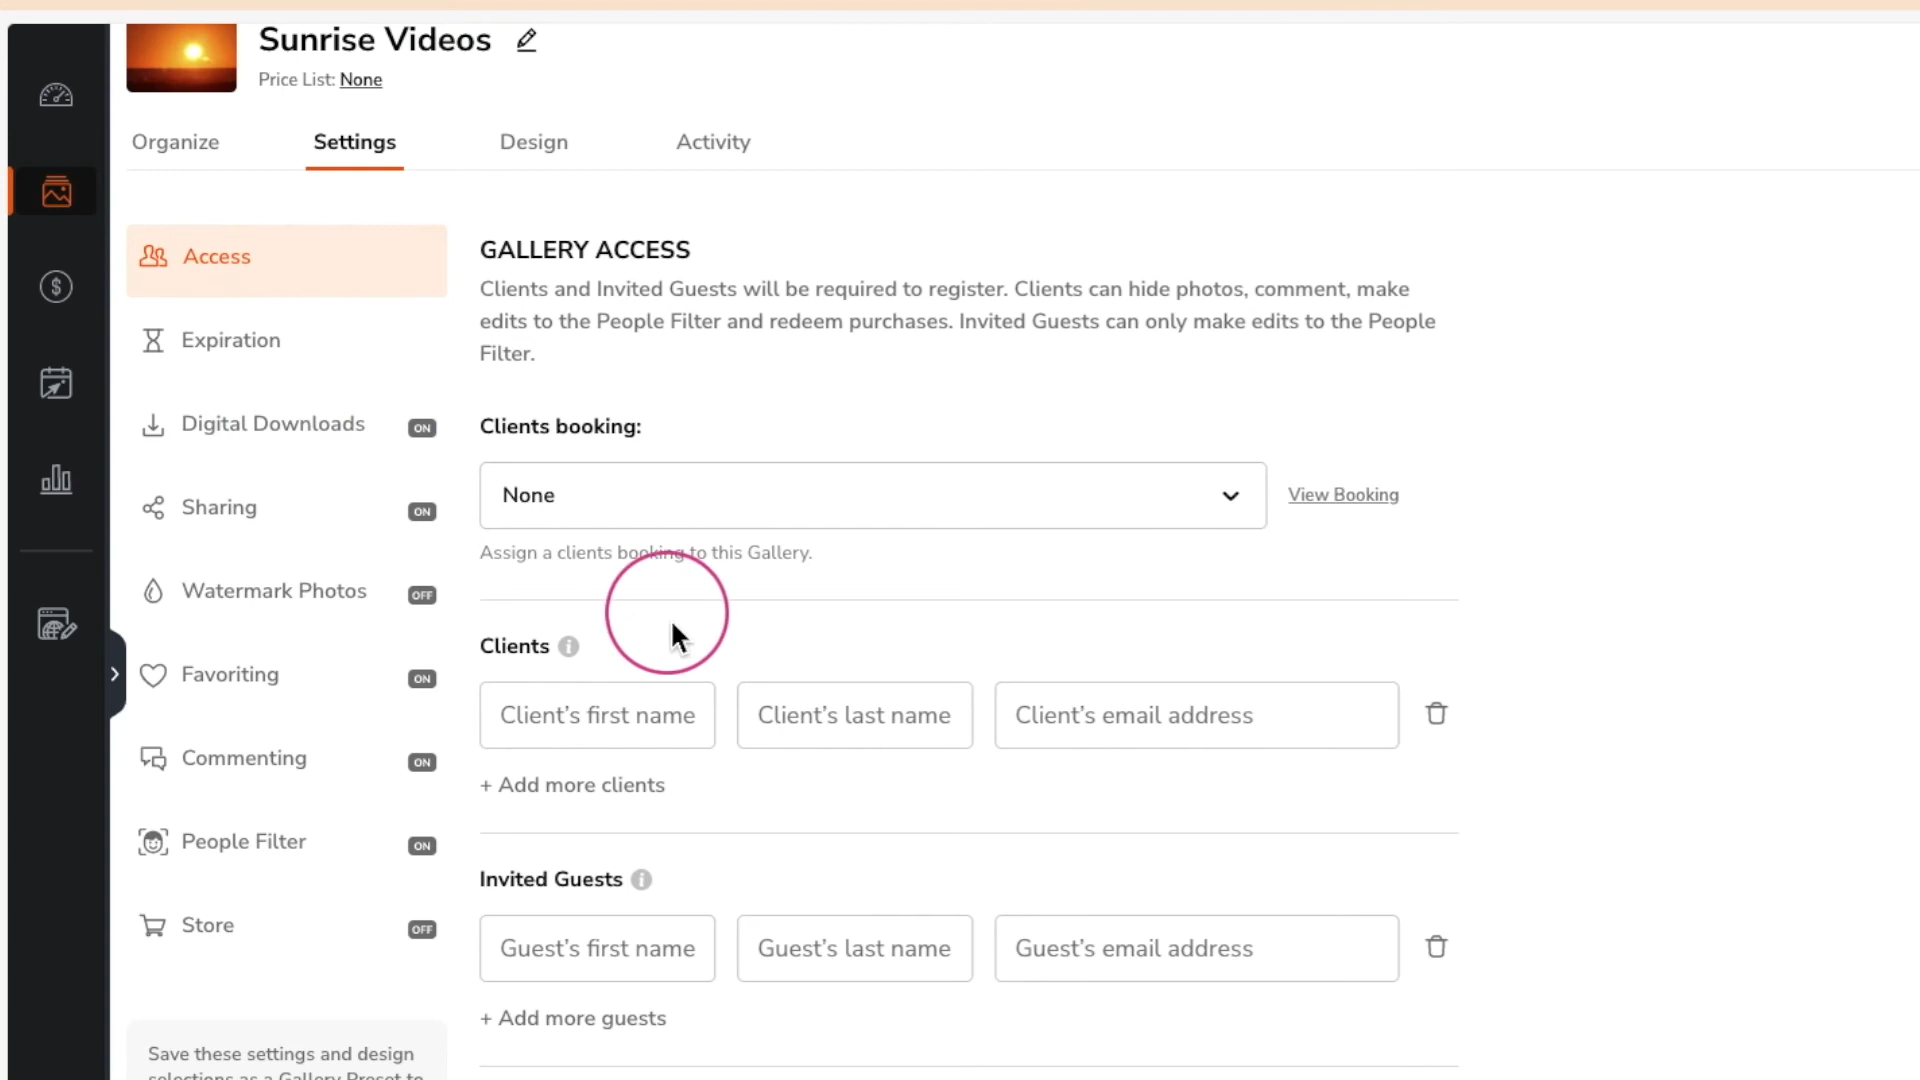 Sunrise Videos
Price List: None
Organize
Settings
Design
Activity
Access
Expiration
Digital Downloads
ON
Sharing
ON
Watermark Photos
OFF
Favoriting
ON
Commenting
ON
People Filter
ON
Store
OFF
Save these settings and design
selections as a Gallery Preset to
GALLERY ACCESS
Clients and Invited Guests will be required to register. Clients can hide photos, comment, make
edits to the People Filter and redeem purchases. Invited Guests can only make edits to the People
Filter.
Clients booking:
None
View Booking
Assign a clients booking to this Gallery.
Clients
Client’s first name
Client’s last name
Client’s email address
+ Add more clients
Invited Guests
Guest’s first name
Guest’s last name
Guest’s email address
+ Add more guests